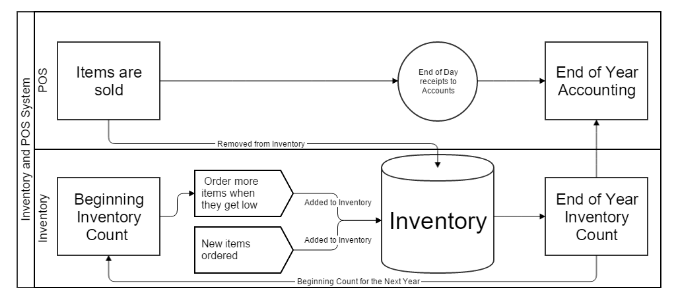 Inventory and POS System
POS
Items are
sold
End of Day
receipts to
Accounts
End of Year
Accounting
Removed from Inventory
Inventory
Beginning
Inventory
Count
Order more
items when
they get low
New items
ordered
Added to Inventory
Added to Inventory
Inventory
End of Year
Inventory
Count
Beginning Count for the Next Year